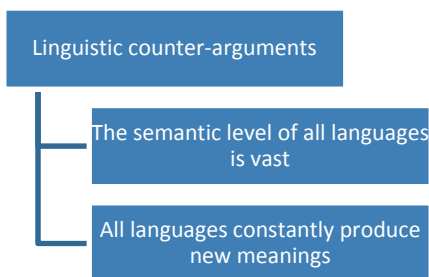 Linguistic counter-arguments
The semantic level of all languages
is vast
All languages constantly produce
new meanings